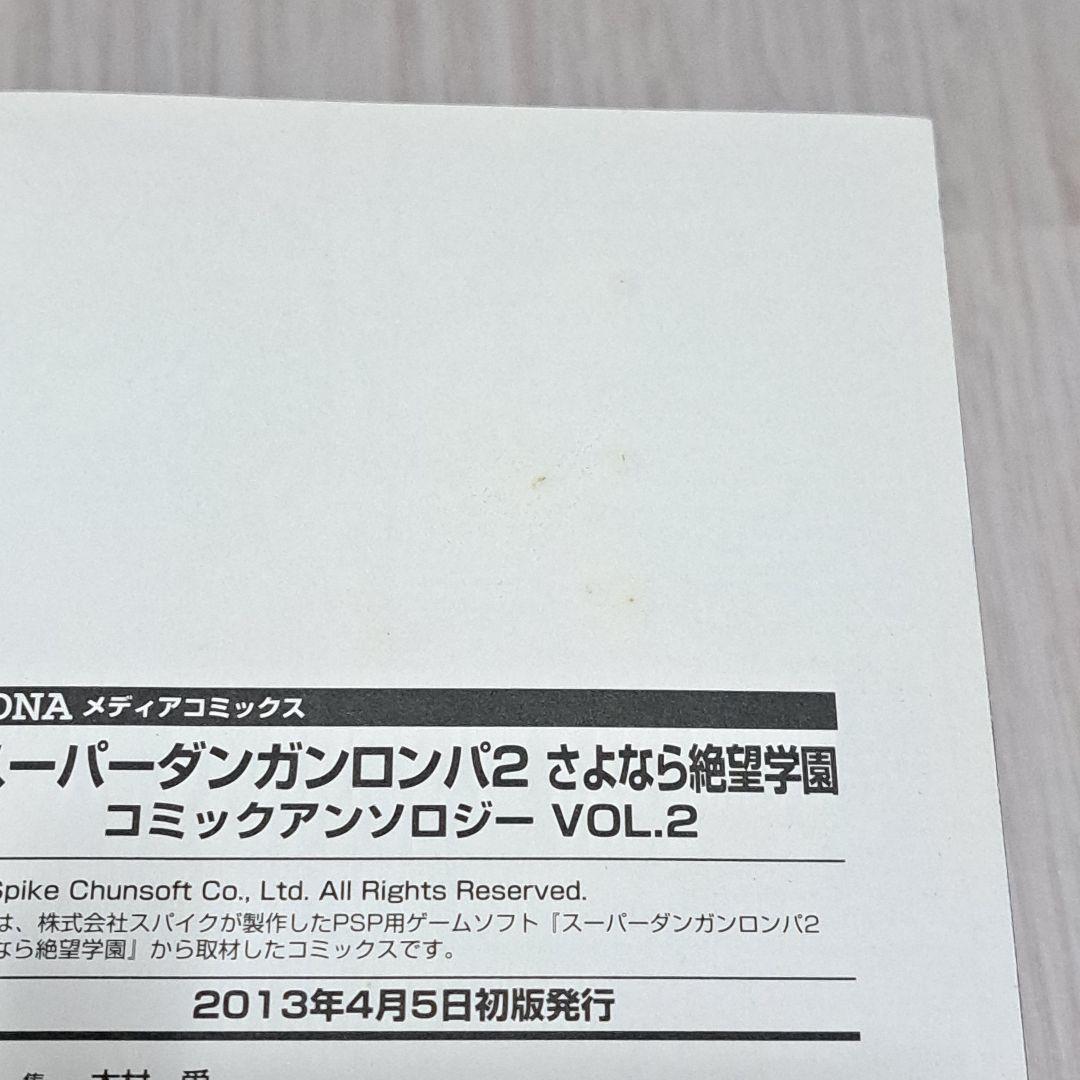 DNA メディアコミックス
スーパーダンガンロンパ2 さよなら絶望学園
コミックアンソロジー VOL.2
Spike Chunsoft Co., Ltd. All Rights Reserved.
は、株式会社スパイクが製作したPSP用ゲームソフト『スーパーダンガンロンパ2
なら絶望学園』から取材したコミックスです。
2013年4月5日初版発行